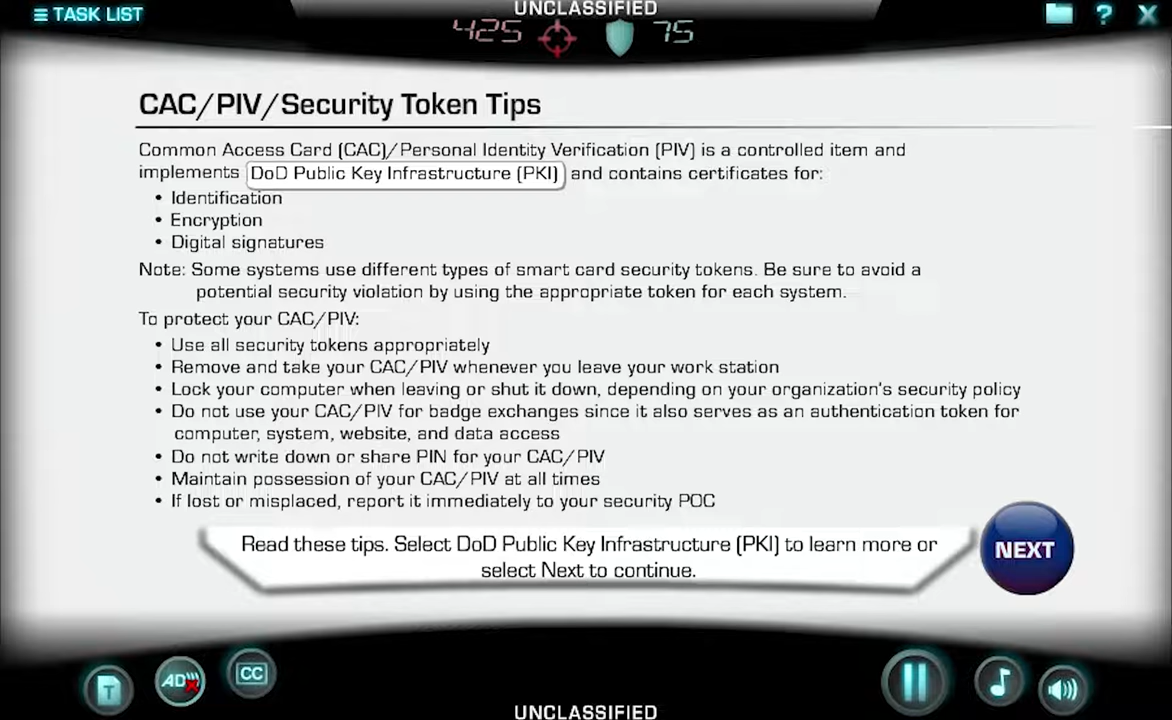 UNCLASSIFIED
TASK LIST
425 75
? X
CAC/PIV/Security Token Tips
Common Access Card (CAC)/Personal Identity Verification (PIV) is a controlled item and
implements DoD Public Key Infrastructure (PKI) and contains certificates for:
• Identification
• Encryption
• Digital signatures
Note: Some systems use different types of smart card security tokens. Be sure to avoid a
potential security violation by using the appropriate token for each system.
To protect your CAC/PIV:
• Use all security tokens appropriately
• Remove and take your CAC/PIV whenever you leave your work station
• Lock your computer when leaving or shut it down, depending on your organization's security policy
• Do not use your CAC/PIV for badge exchanges since it also serves as an authentication token for
computer, system, website, and data access
• Do not write down or share PIN for your CAC/PIV
• Maintain possession of your CAC/PIV at all times
• If lost or misplaced, report it immediately to your security POC
Read these tips. Select DoD Public Key Infrastructure (PKI) to learn more or
select Next to continue.
NEXT
T
AD
CC
UNCLASSIFIED